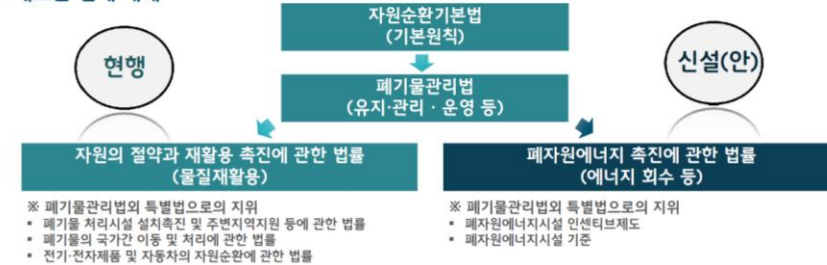 자원순환기본법
(기본원칙)
현행
신설(안)
폐기물관리법
(유지·관리 · 운영 등)
자원의 절약과 재활용 촉진에 관한 법률
(물질재활용)
폐자원에너지 촉진에 관한 법률
(에너지 회수 등)
※ 폐기물관리법외 특별법으로의 지위
▪ 폐기물 처리시설 설치촉진 및 주변지역지원 등에 관한 법률
▪ 폐기물의 국가간 이동 및 처리에 관한 법률
▪ 전기·전자제품 및 자동차의 자원순환에 관한 법률
※ 폐기물관리법외 특별법으로의 지위
▪ 폐자원에너지시설 인센티브제도
▪ 폐자원에너지시설 기준